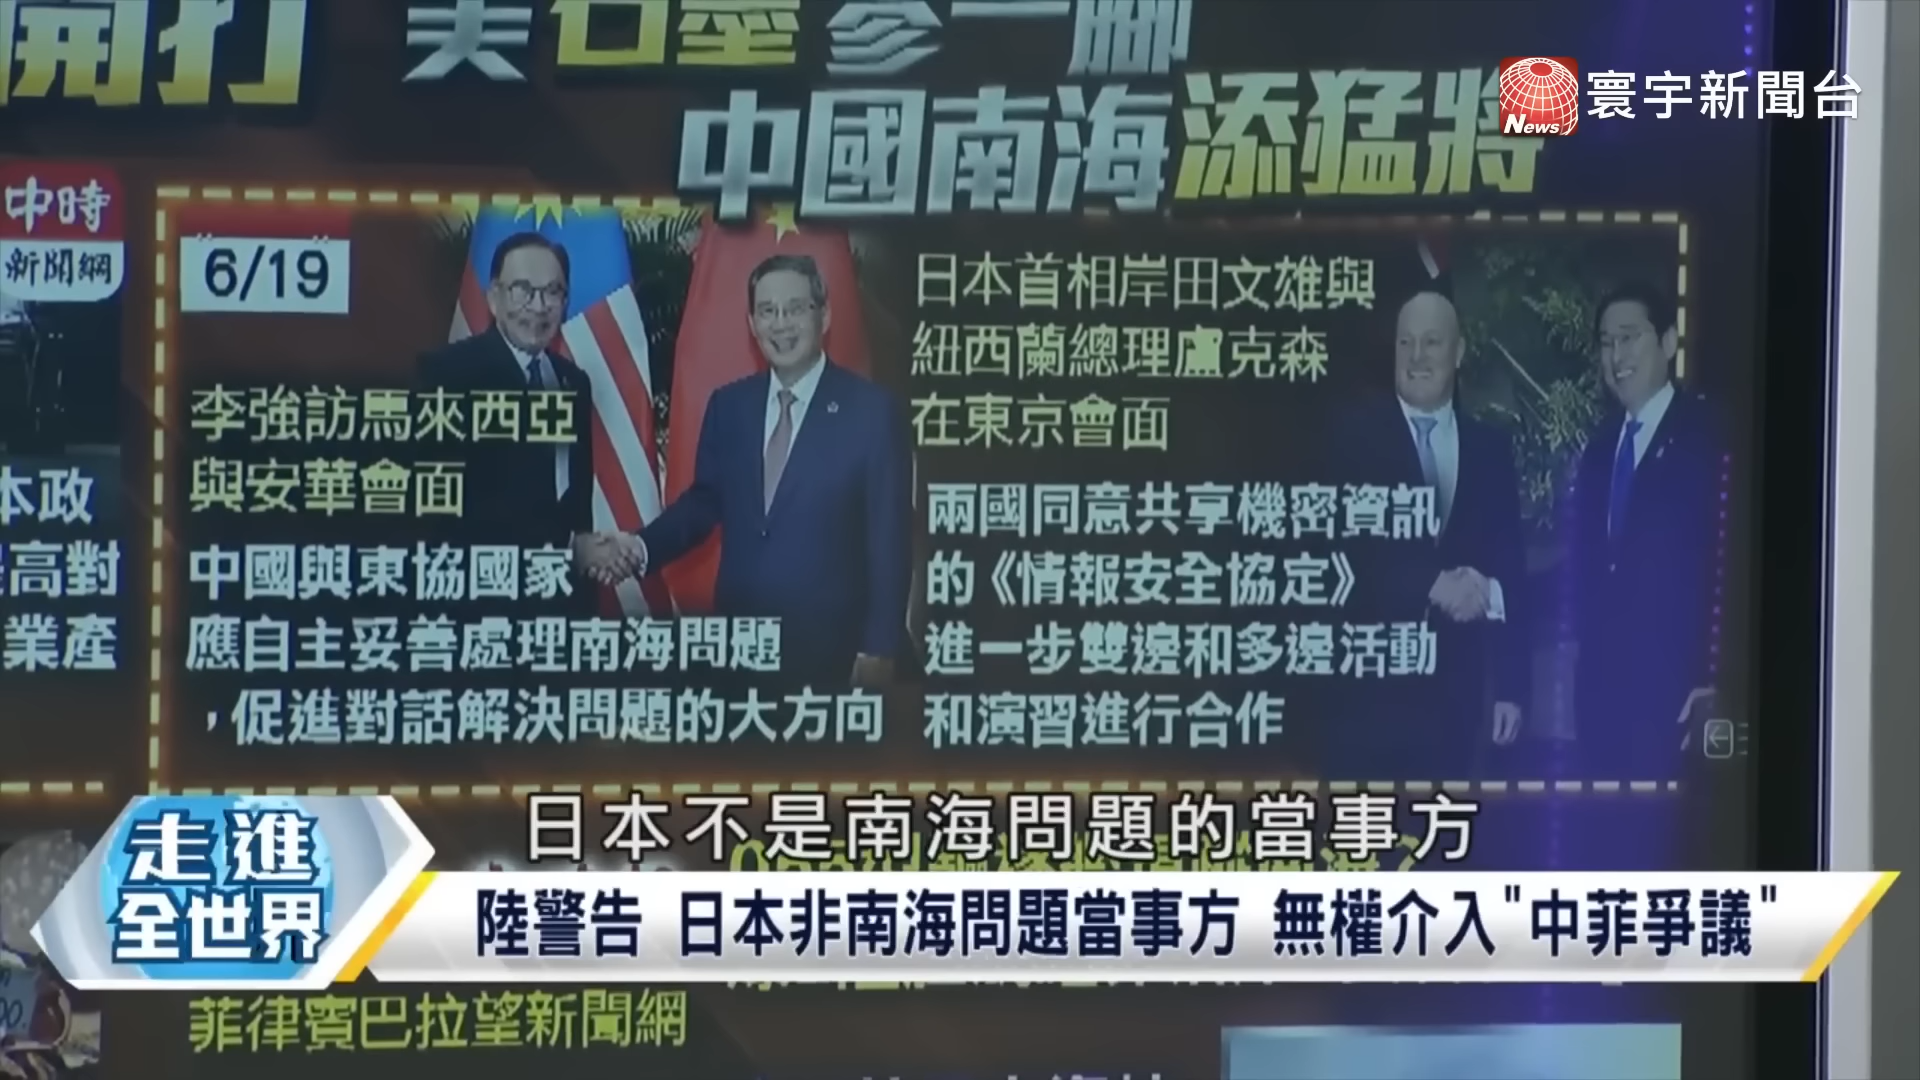 開打 美石墨參一腳
寰宇新聞台
News
中國南海添猛將
中時
新聞網
"6/19"
李強訪馬來西亞
與安華會面
中國與東協國家
應自主妥善處理南海問題
，促進對話解決問題的大方向
日本首相岸田文雄與
紐西蘭總理盧克森
在東京會面
兩國同意共享機密資訊
的《情報安全協定》
進一步雙邊和多邊活動
和演習進行合作
本政
高對
業產
日本不是南海問題的當事方
走進
全世界
陸警告 日本非南海問題當事方 無權介入"中菲爭議"
菲律賓巴拉望新聞網